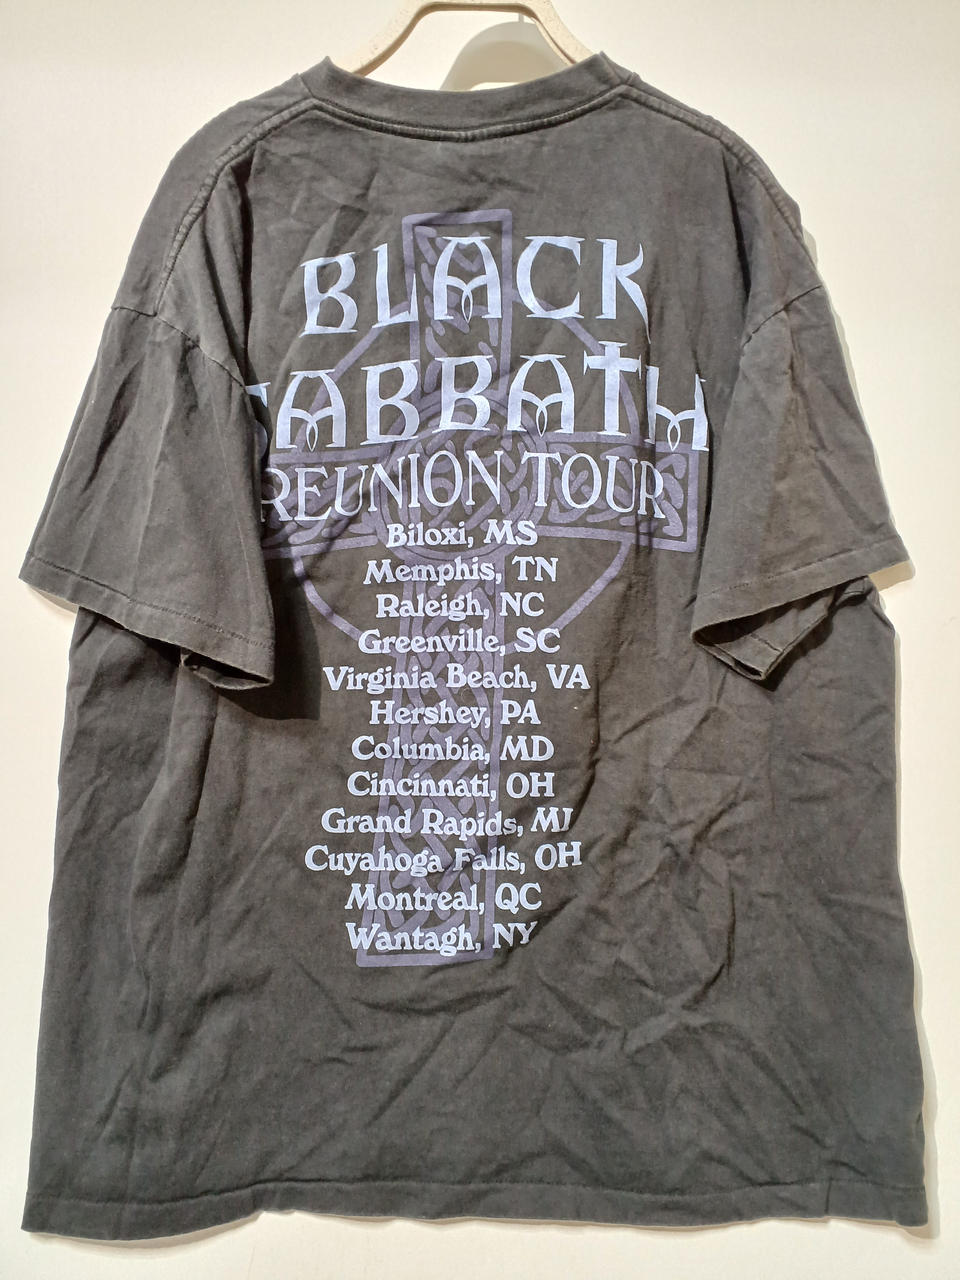 BLACK
SABBATH
REUNION TOUR
Biloxi, MS
Memphis, TN
Raleigh, NC
Greenville, SC
Virginia Beach, VA
Hershey, PA
Columbia, MD
Cincinnati, OH
Grand Rapids, MI
Cuyahoga Falls, OH
Montreal, QC
Wantagh, NY